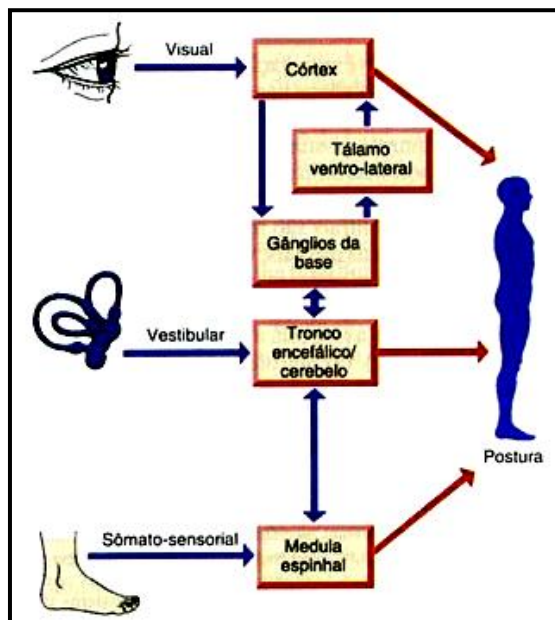 Visual
Córtex
Tálamo
ventro-lateral
Gânglios da
base
Vestibular
Tronco
encefálico/
cerebelo
Postura
Sômato-sensorial
Medula
espinhal